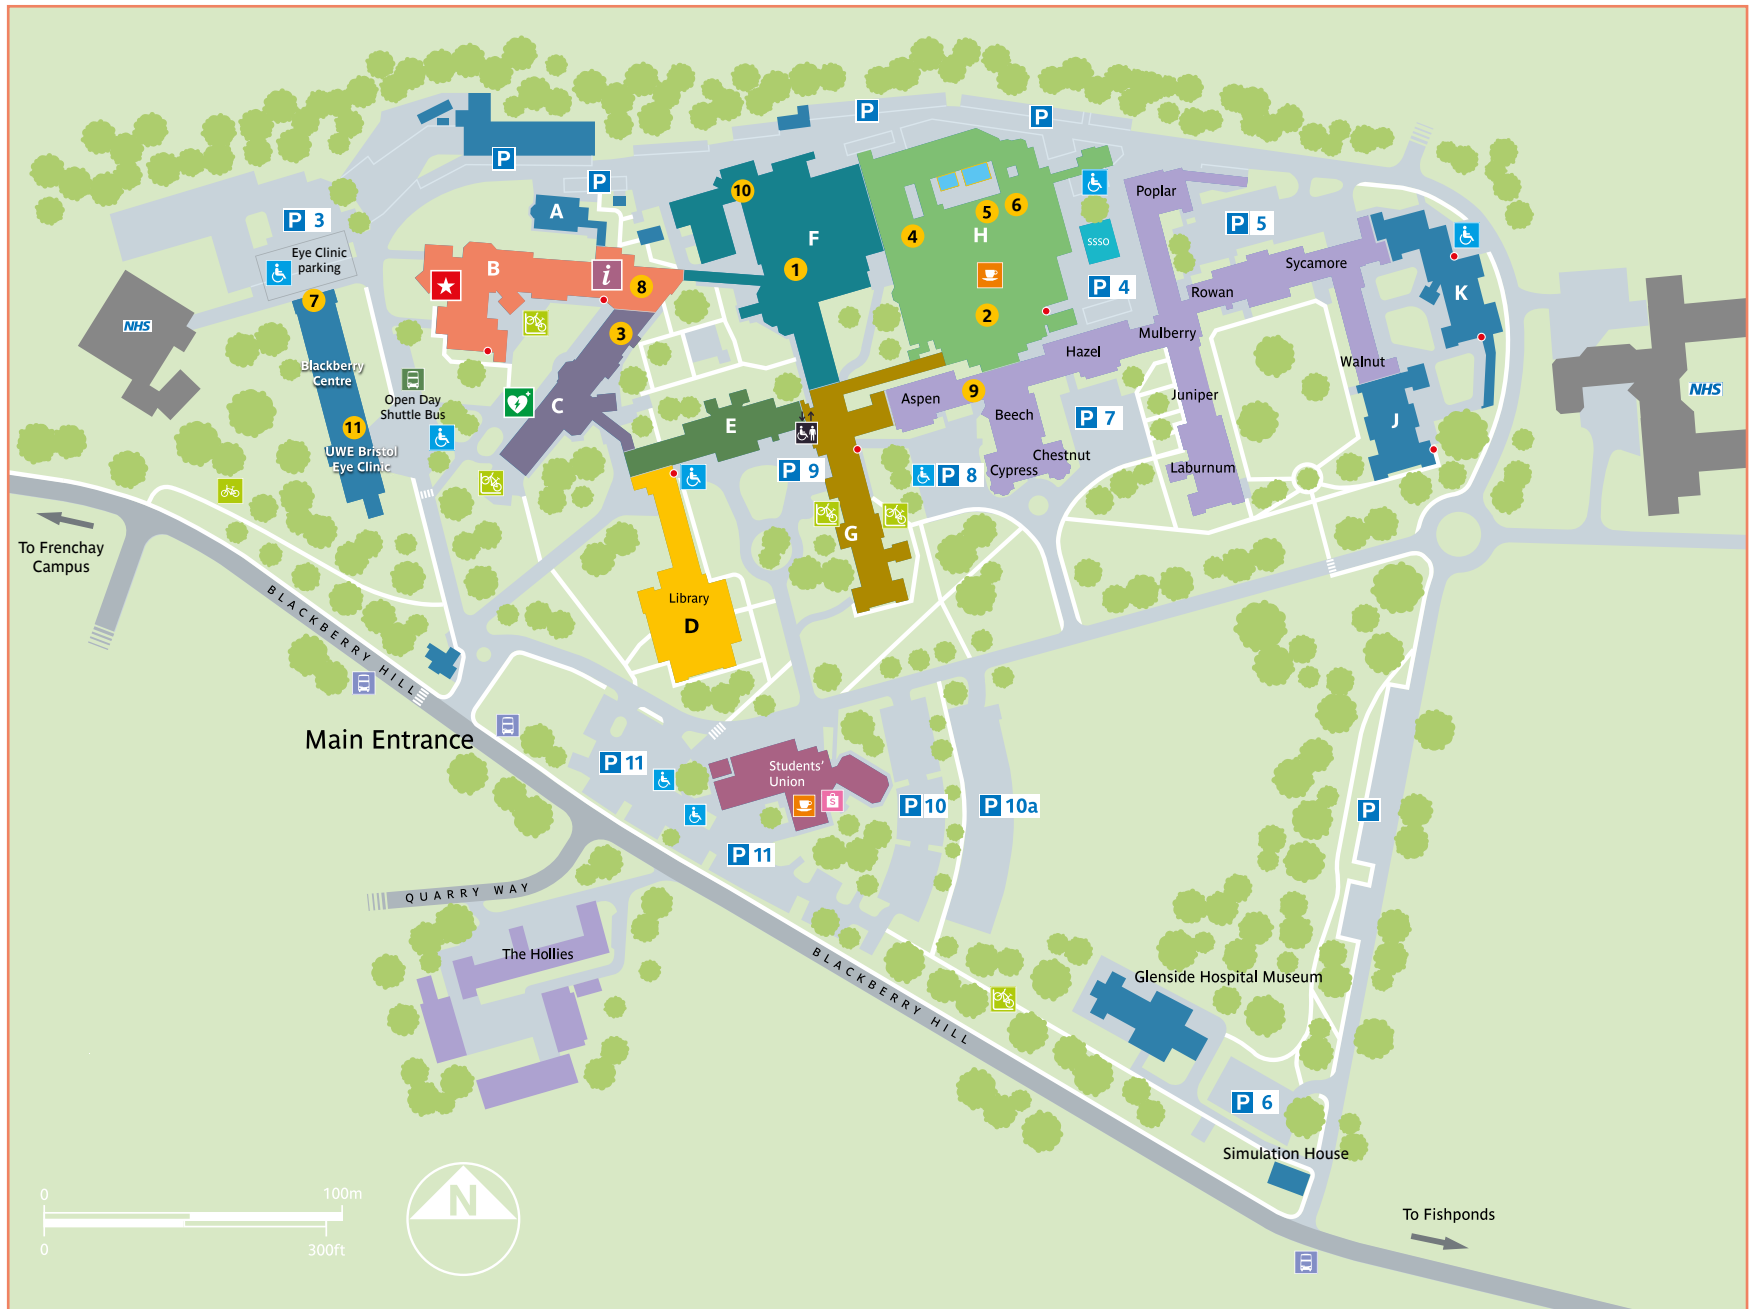 P
P
P
P
P 3
Eye Clinic
parking
7
NHS
Blackberry
Centre
11
UWE Bristol
Eye Clinic
Open Day
Shuttle Bus
A
B
i
8
3
C
10
F
1
E
4
5
6
H
2
SSSO
P 4
Poplar
P 5
Sycamore
Rowan
Mulberry
Hazel
Walnut
K
NHS
Aspen
9
Beech
P 7
Juniper
J
Chestnut
Cypress
Laburnum
P 9
P 8
G
Library
D
To Frenchay
Campus
BLACKBERRY HILL
Main Entrance
P 11
Students'
Union
S
P 10
P 10a
P
P 11
QUARRY WAY
The Hollies
BLACKBERRY HILL
Glenside Hospital Museum
P 6
Simulation House
To Fishponds
0
100m
0
300ft
N